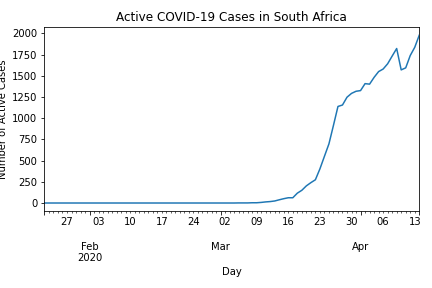 Active COVID-19 Cases in South Africa
Number of Active Cases
2000
1750
1500
1250
1000
750
500
250
0
27 03 10 17 24 02 09 16 23 30 06 13
Feb Mar Apr
2020
Day